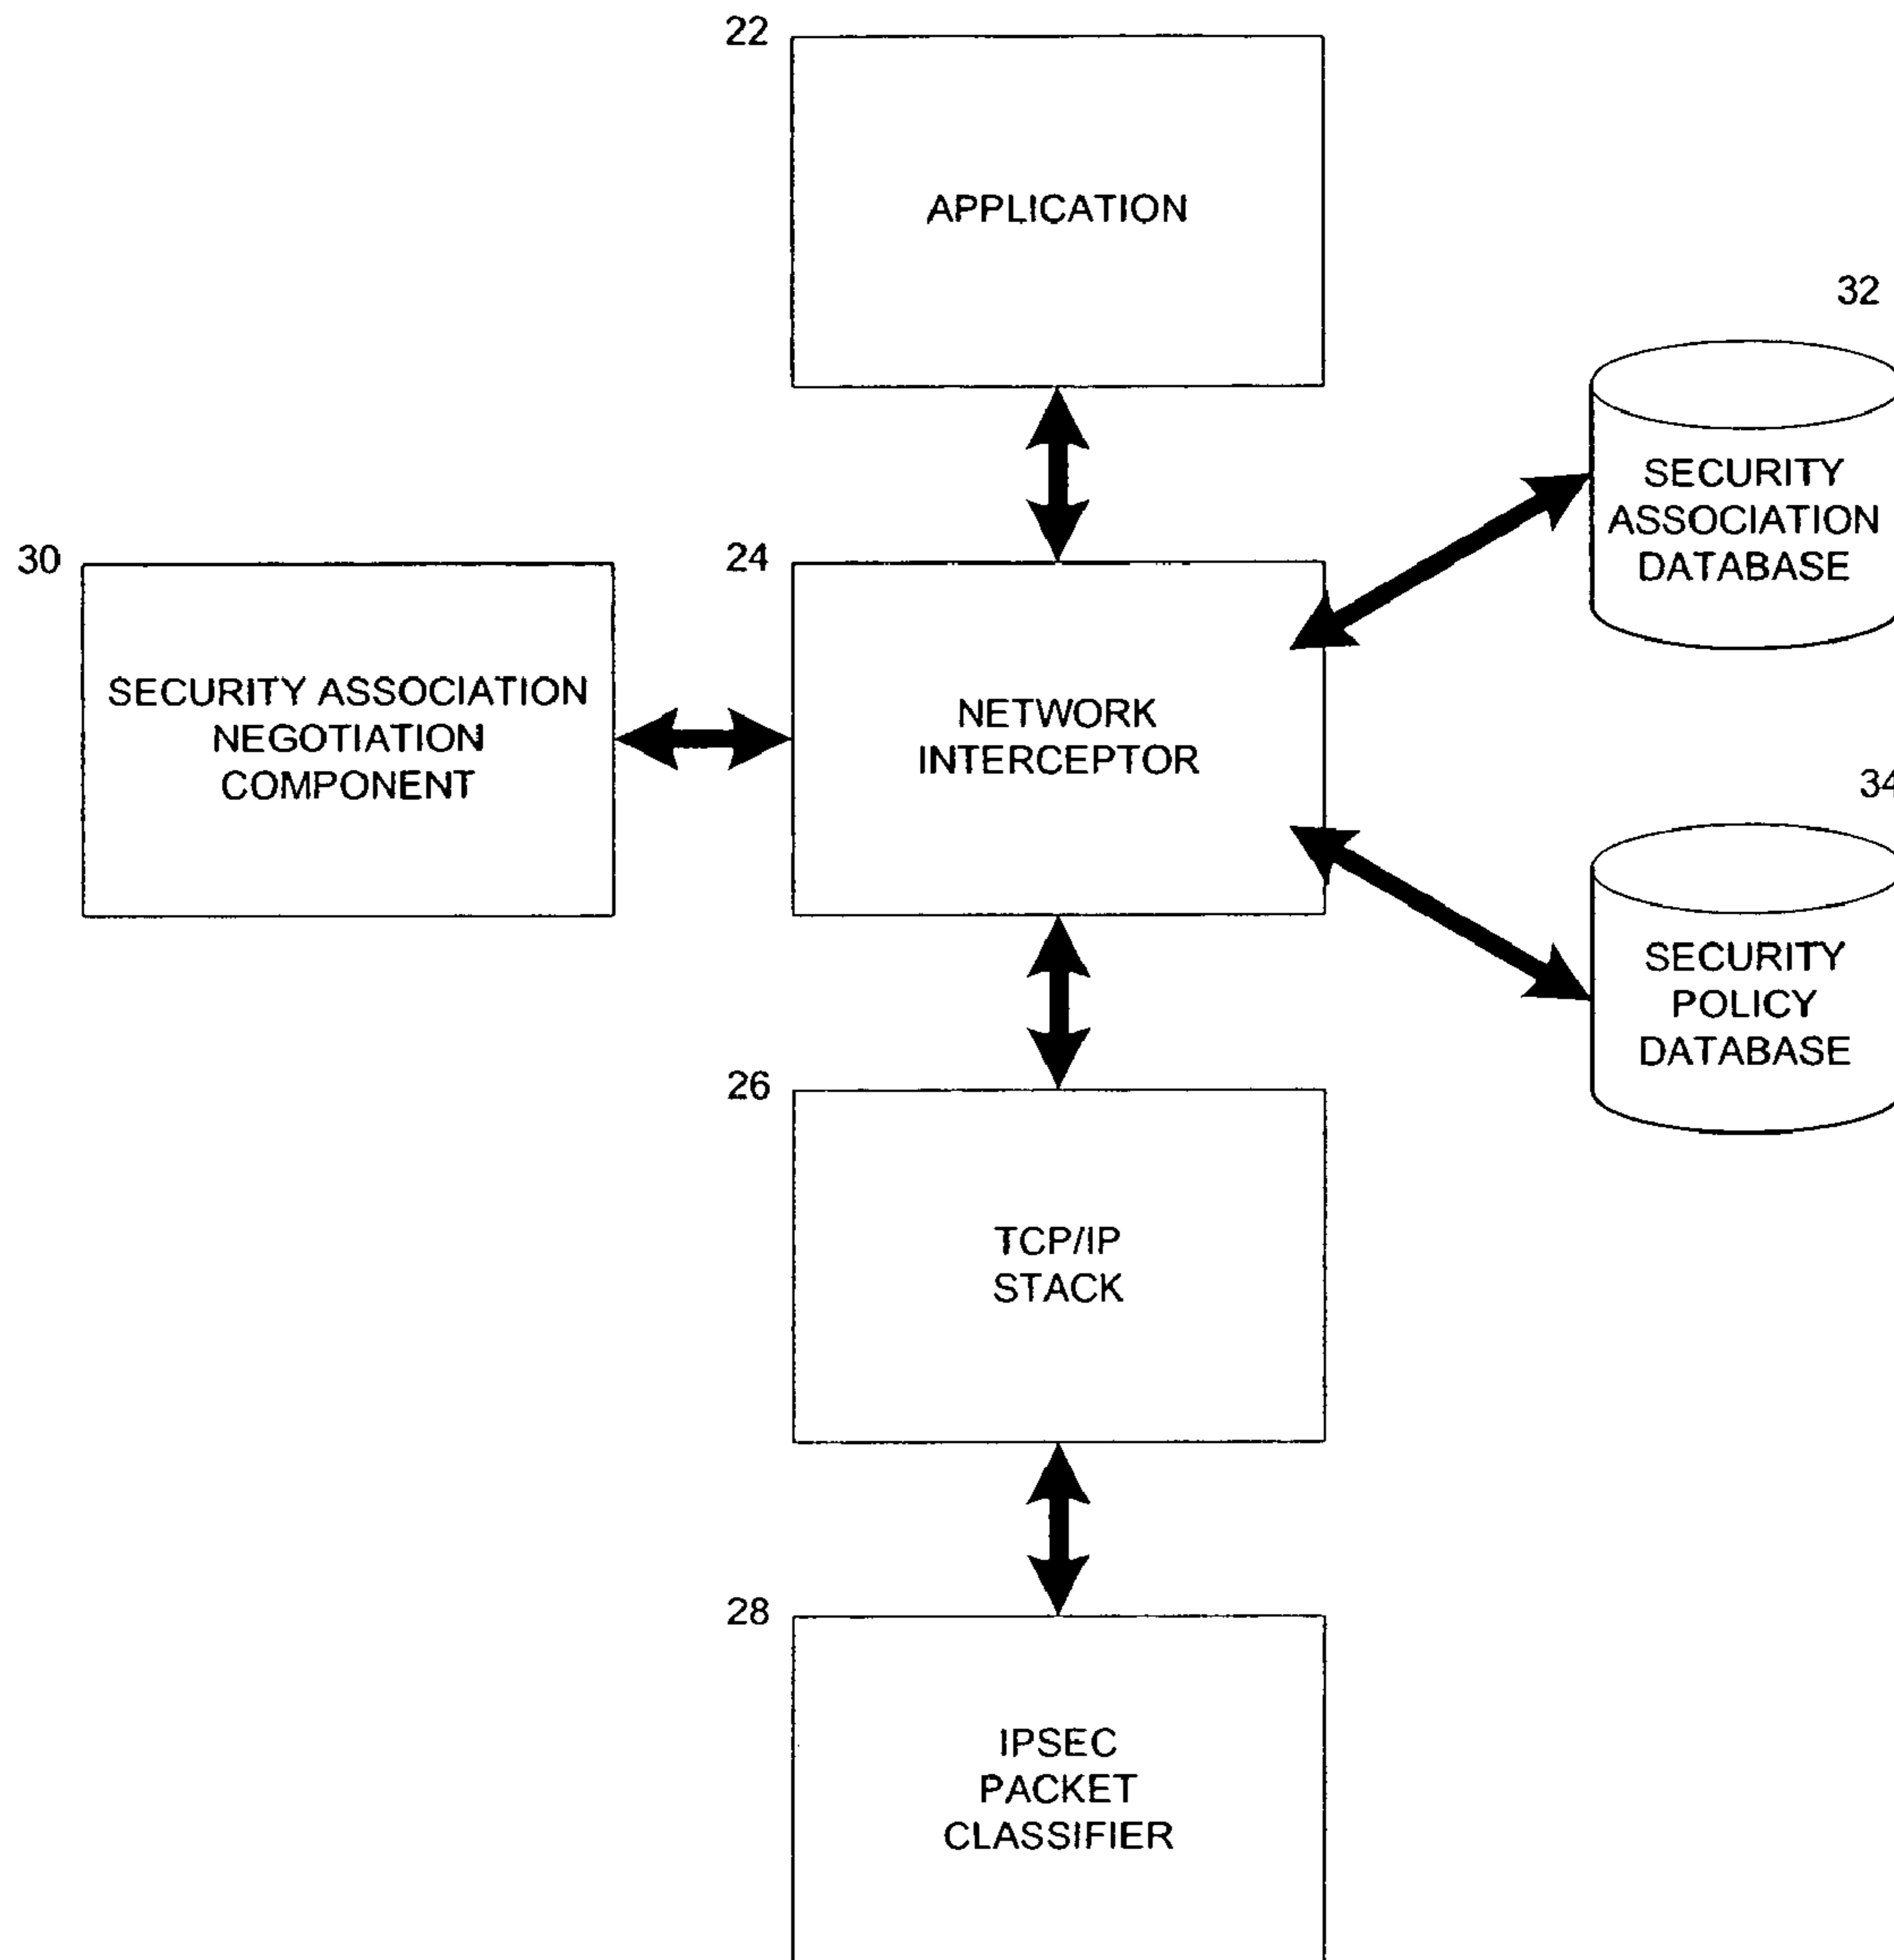 22
APPLICATION
32
SECURITY
ASSOCIATION
DATABASE
30
SECURITY ASSOCIATION
NEGOTIATION
COMPONENT
24
NETWORK
INTERCEPTOR
34
SECURITY
POLICY
DATABASE
26
TCP/IP
STACK
28
IPSEC
PACKET
CLASSIFIER